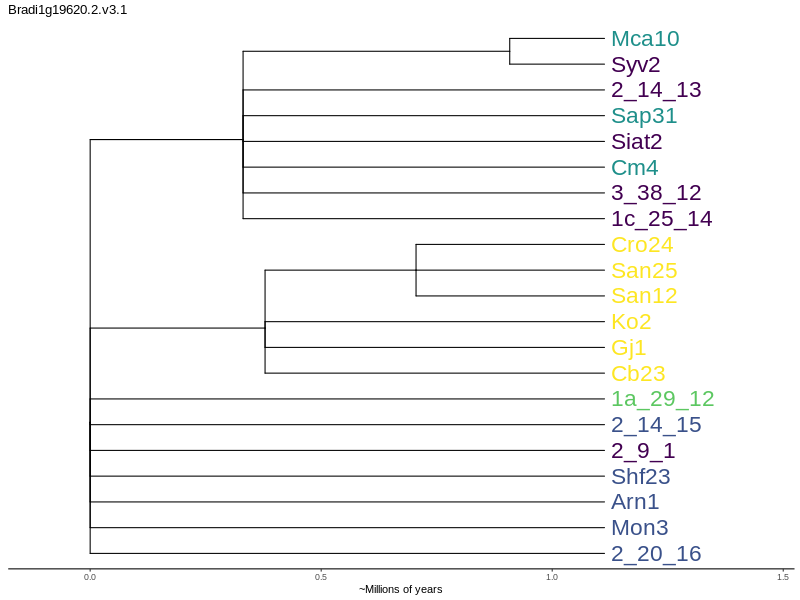 Bradi1g19620.2.v3.1
Mca10
Syv2
2_14_13
Sap31
Siat2
Cm4
3_38_12
1c_25_14
Cro24
San25
San12
Ko2
Gj1
Cb23
1a_29_12
2_14_15
2_9_1
Shf23
Arn1
Mon3
2_20_16
0.0 0.5 1.0 1.5
~Millions of years